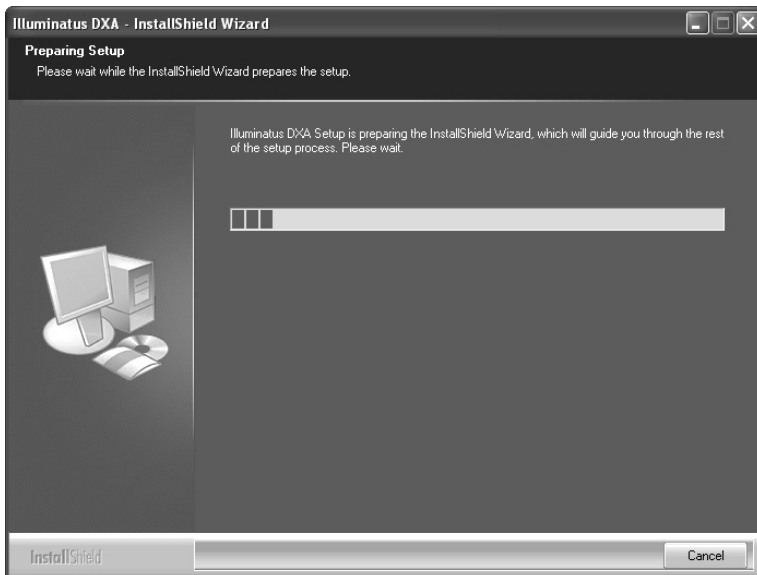 Illuminatus DXA - InstallShield Wizard
Preparing Setup
Please wait while the InstallShield Wizard prepares the setup.
Illuminatus DXA Setup is preparing the InstallShield Wizard, which will guide you through the rest
of the setup process. Please wait.
InstallShield
Cancel